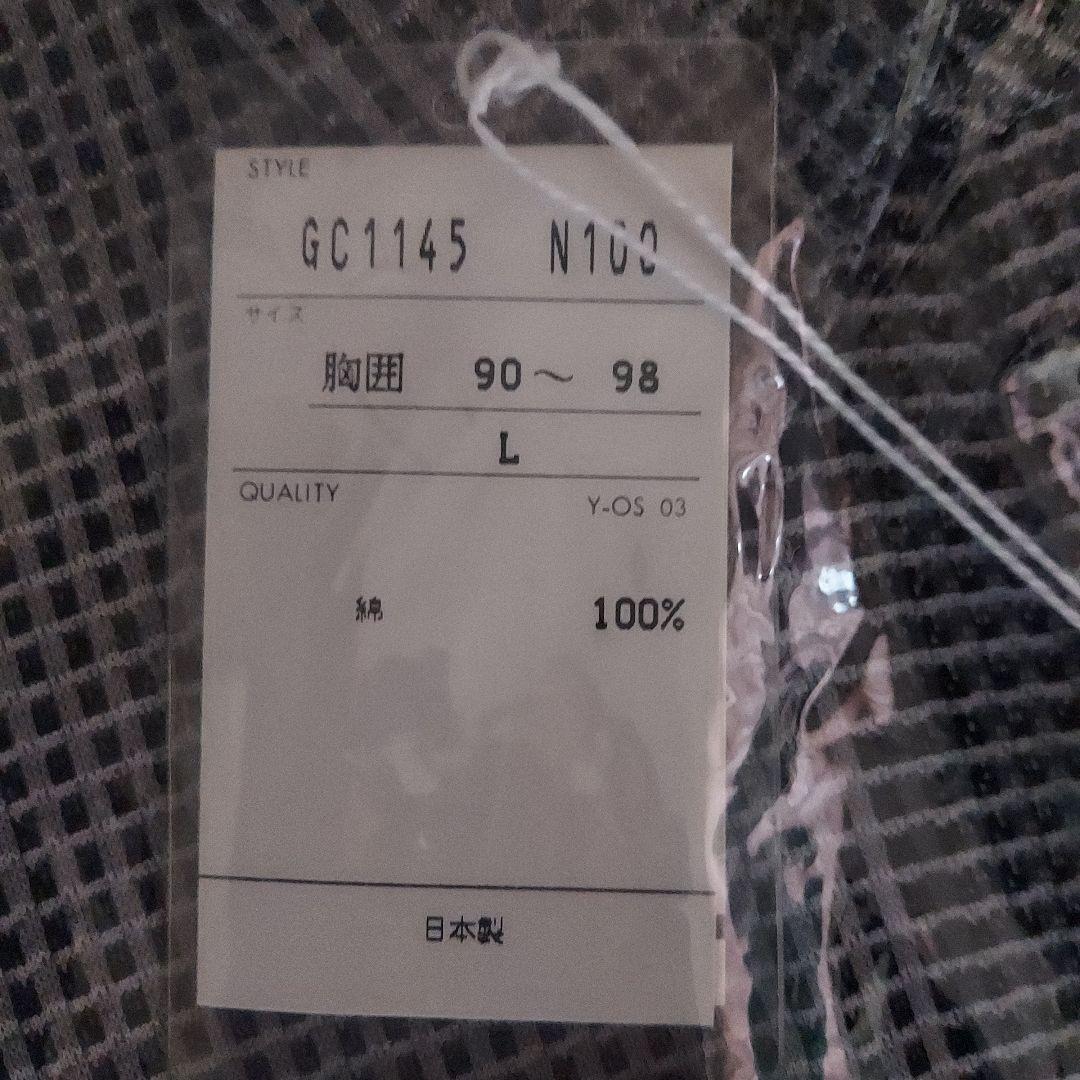 STYLE
GC1145 N100
サイズ
胸囲 90～ 98
L
QUALITY
Y-OS 03
綿 100%
日本製